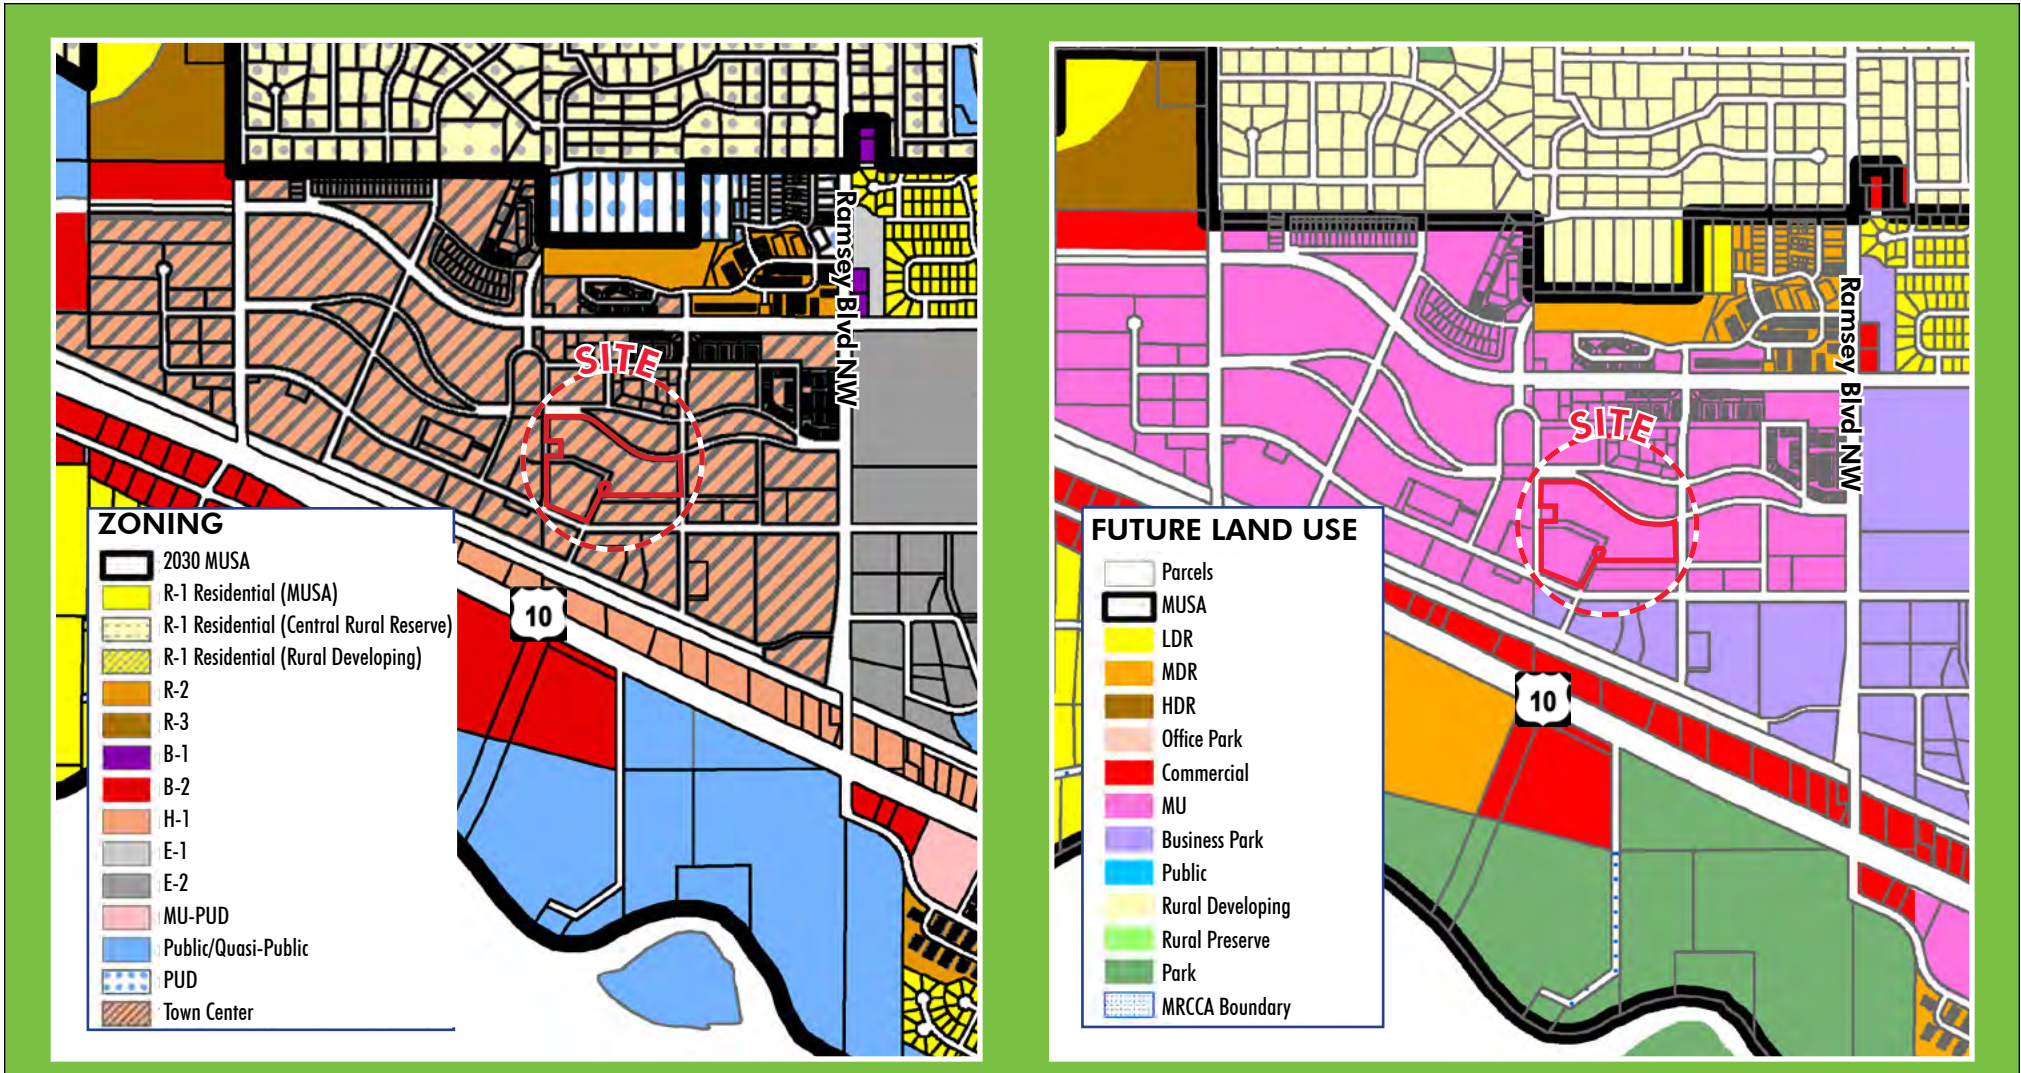 SITE
Ramsey Blvd NW
ZONING
2030 MUSA
R-1 Residential (MUSA)
R-1 Residential (Central Rural Reserve)
R-1 Residential (Rural Developing)
R-2
R-3
B-1
B-2
H-1
E-1
E-2
MU-PUD
Public/Quasi-Public
PUD
Town Center
10
SITE
Ramsey Blvd NW
FUTURE LAND USE
Parcels
MUSA
LDR
MDR
HDR
Office Park
Commercial
MU
Business Park
Public
Rural Developing
Rural Preserve
Park
MRCCA Boundary
10